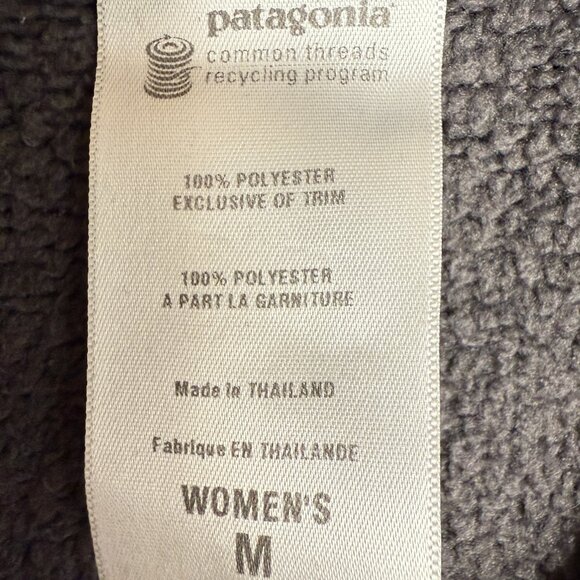 patagonia
common threads
recycling program
100% POLYESTER
EXCLUSIVE OF TRIM
100% POLYESTER
A PART LA GARNITURE
Made in THAILAND
Fabrique EN THAILANDE
WOMEN'S
M